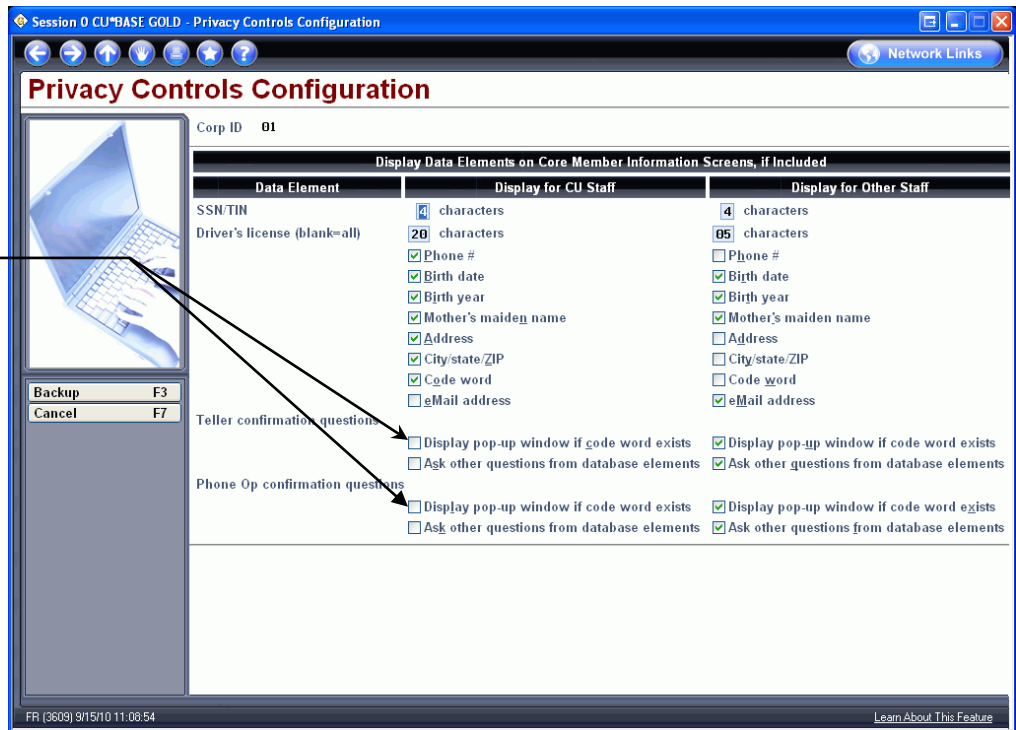 Session 0 CU*BASE GOLD - Privacy Controls Configuration
Network Links
Privacy Controls Configuration
Corp ID 01
Display Data Elements on Core Member Information Screens, if Included
Data Element Display for CU Staff Display for Other Staff
SSN/TIN 4 characters 4 characters
Driver's license (blank=all) 20 characters 05 characters
Phone # Phone #
Birth date Birth date
Birth year Birth year
Mother's maiden name Mother's maiden name
Address Address
City/state/ZIP City/state/ZIP
Code word Code word
eMail address eMail address
Backup F3
Cancel F7
Teller confirmation questions
Display pop-up window if code word exists Display pop-up window if code word exists
Ask other questions from database elements Ask other questions from database elements
Phone Op confirmation questions
Display pop-up window if code word exists Display pop-up window if code word exists
Ask other questions from database elements Ask other questions from database elements
FR (3609) 9/15/10 11:08:54 Learn About This Feature